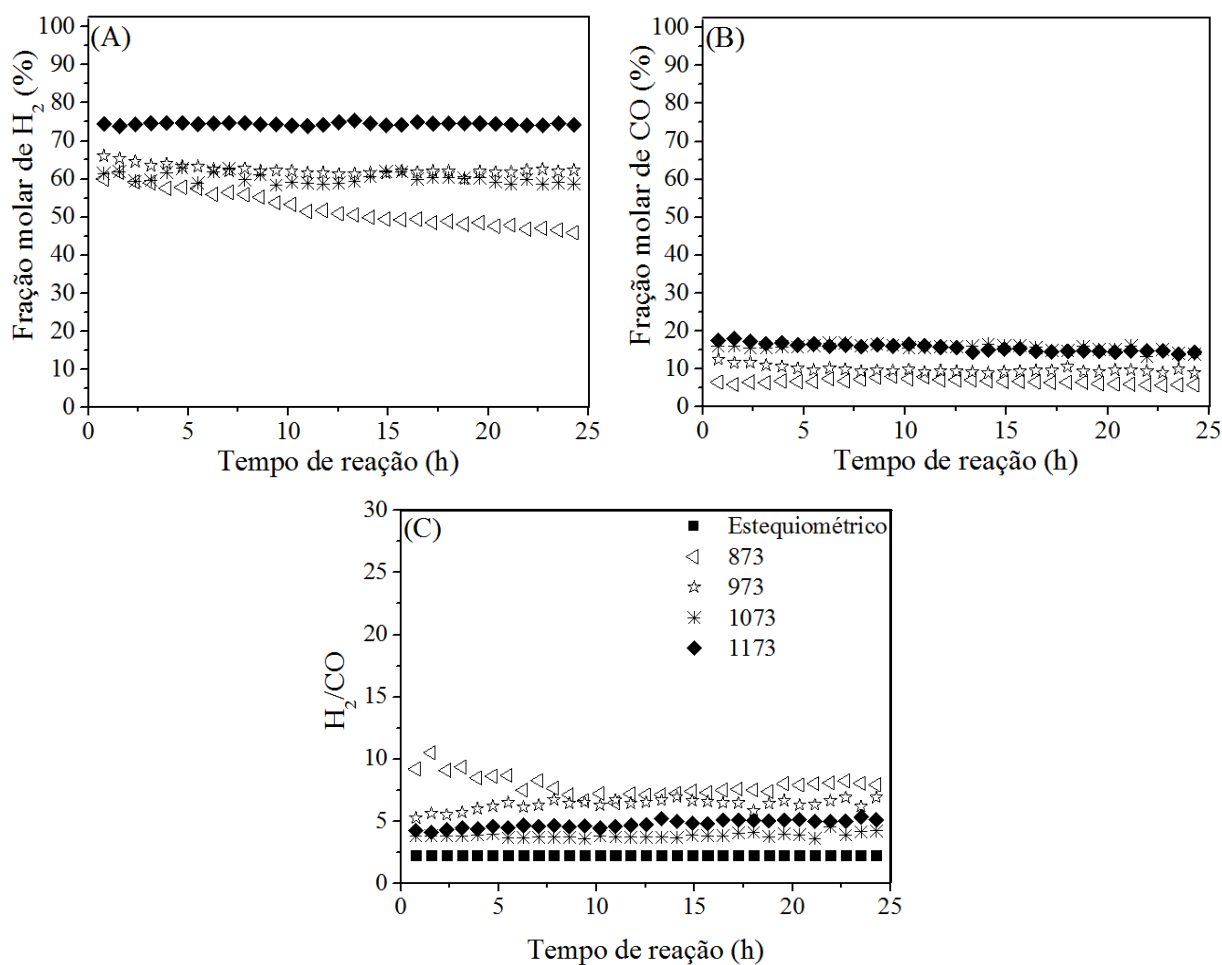 (A)
Fração molar de H2 (%)
100
90
80
70
60
50
40
30
20
10
0
0 5 10 15 20 25
Tempo de reação (h)
(B)
Fração molar de CO (%)
100
90
80
70
60
50
40
30
20
10
0
0 5 10 15 20 25
Tempo de reação (h)
(C)
H2/CO
30
25
20
15
10
5
0
Estequiométrico
873
973
1073
1173
0 5 10 15 20 25
Tempo de reação (h)